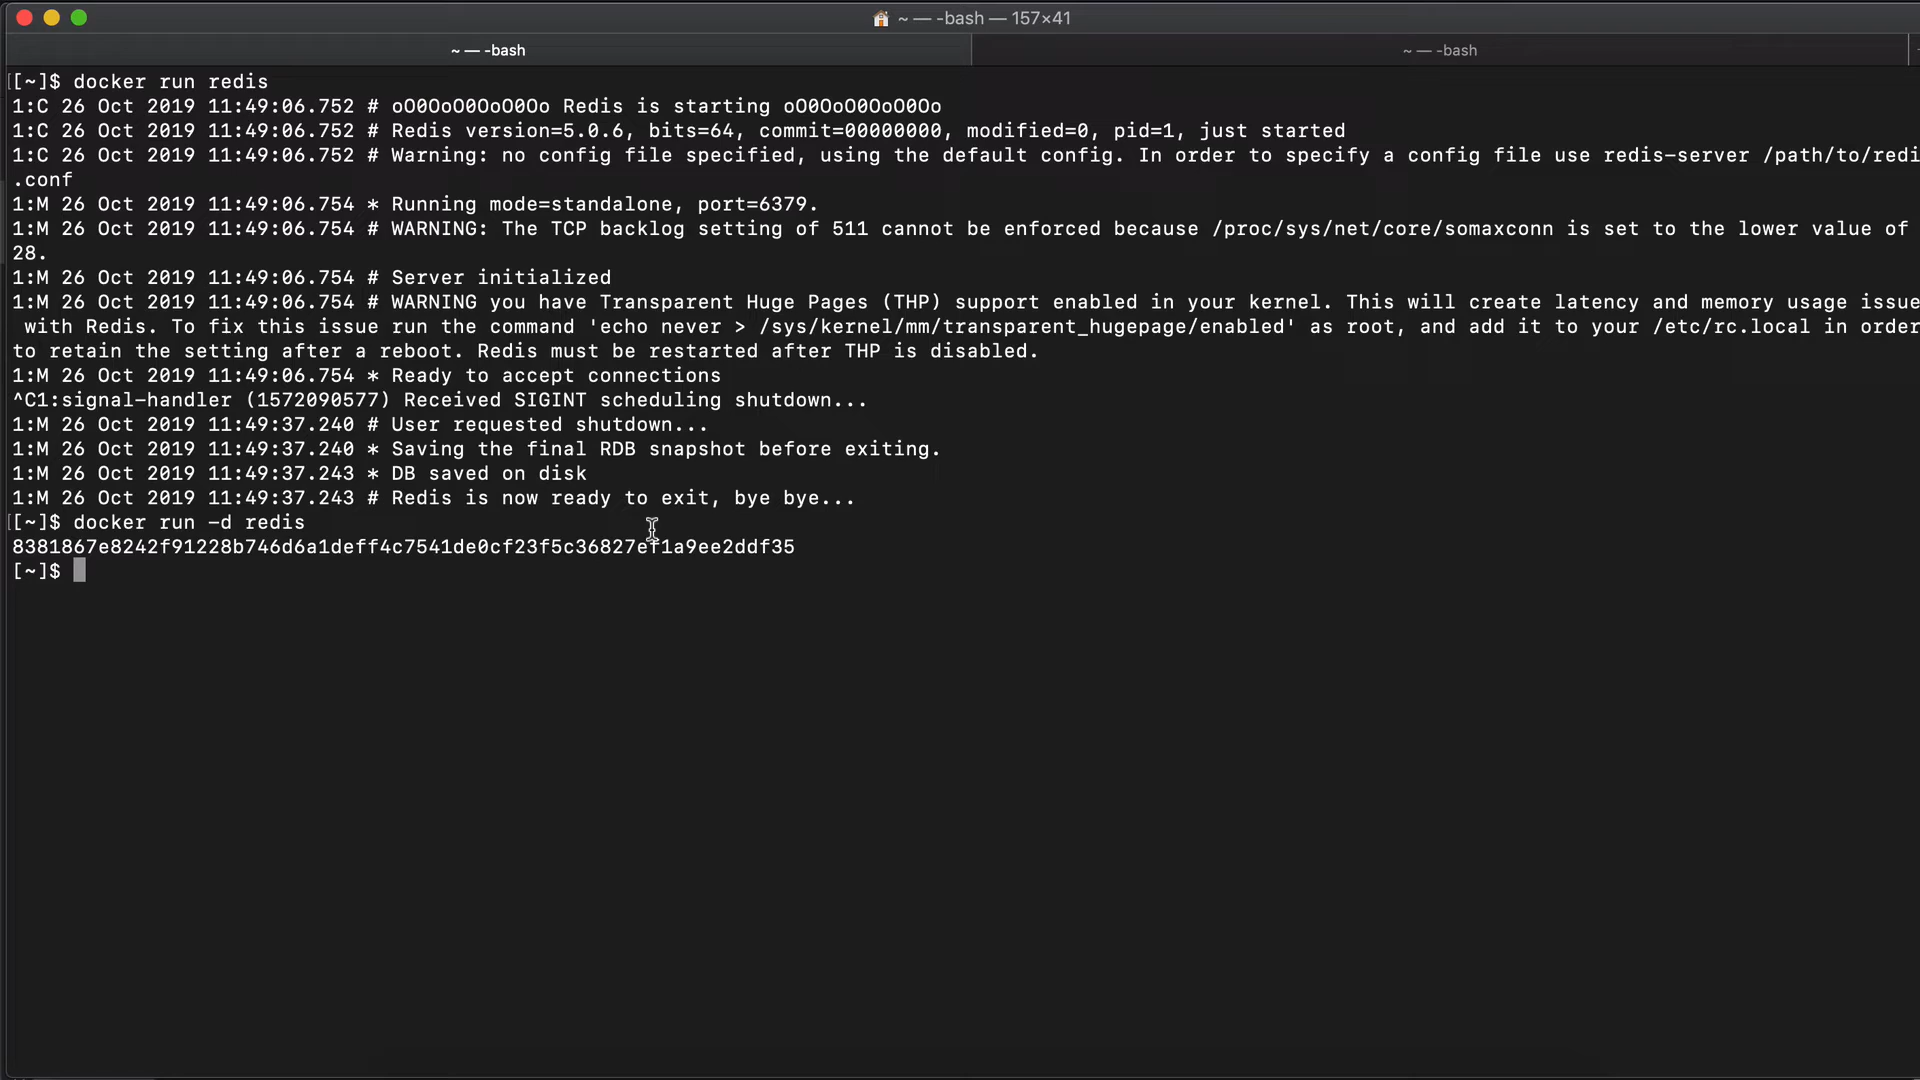 ~ — -bash — 157×41
~ — -bash
~ — -bash
[[~]$ docker run redis
1:C 26 Oct 2019 11:49:06.752 # oO0OoO0OoO0Oo Redis is starting oO0OoO0OoO0Oo
1:C 26 Oct 2019 11:49:06.752 # Redis version=5.0.6, bits=64, commit=00000000, modified=0, pid=1, just started
1:C 26 Oct 2019 11:49:06.752 # Warning: no config file specified, using the default config. In order to specify a config file use redis-server /path/to/redi
.conf
1:M 26 Oct 2019 11:49:06.754 * Running mode=standalone, port=6379.
1:M 26 Oct 2019 11:49:06.754 # WARNING: The TCP backlog setting of 511 cannot be enforced because /proc/sys/net/core/somaxconn is set to the lower value of
28.
1:M 26 Oct 2019 11:49:06.754 # Server initialized
1:M 26 Oct 2019 11:49:06.754 # WARNING you have Transparent Huge Pages (THP) support enabled in your kernel. This will create latency and memory usage issue
with Redis. To fix this issue run the command 'echo never > /sys/kernel/mm/transparent_hugepage/enabled' as root, and add it to your /etc/rc.local in order
to retain the setting after a reboot. Redis must be restarted after THP is disabled.
1:M 26 Oct 2019 11:49:06.754 * Ready to accept connections
^C1:signal-handler (1572090577) Received SIGINT scheduling shutdown...
1:M 26 Oct 2019 11:49:37.240 # User requested shutdown...
1:M 26 Oct 2019 11:49:37.240 * Saving the final RDB snapshot before exiting.
1:M 26 Oct 2019 11:49:37.243 * DB saved on disk
1:M 26 Oct 2019 11:49:37.243 # Redis is now ready to exit, bye bye...
[[~]$ docker run -d redis
8381867e8242f91228b746d6a1deff4c7541de0cf23f5c36827ef1a9ee2ddf35
[~]$